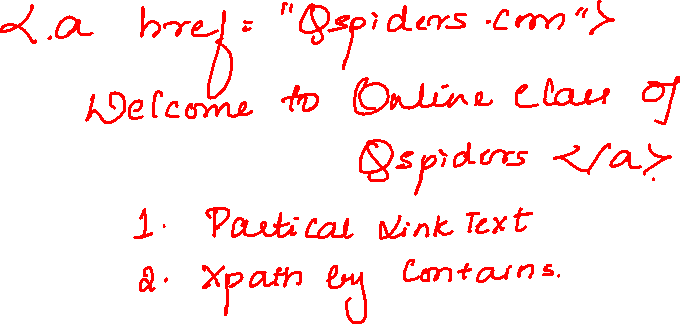 <.a href="Qspiders.com">
Welcome to Online class of
Qspiders </a>
1. Partical Link Text
2. Xpath by Contains.